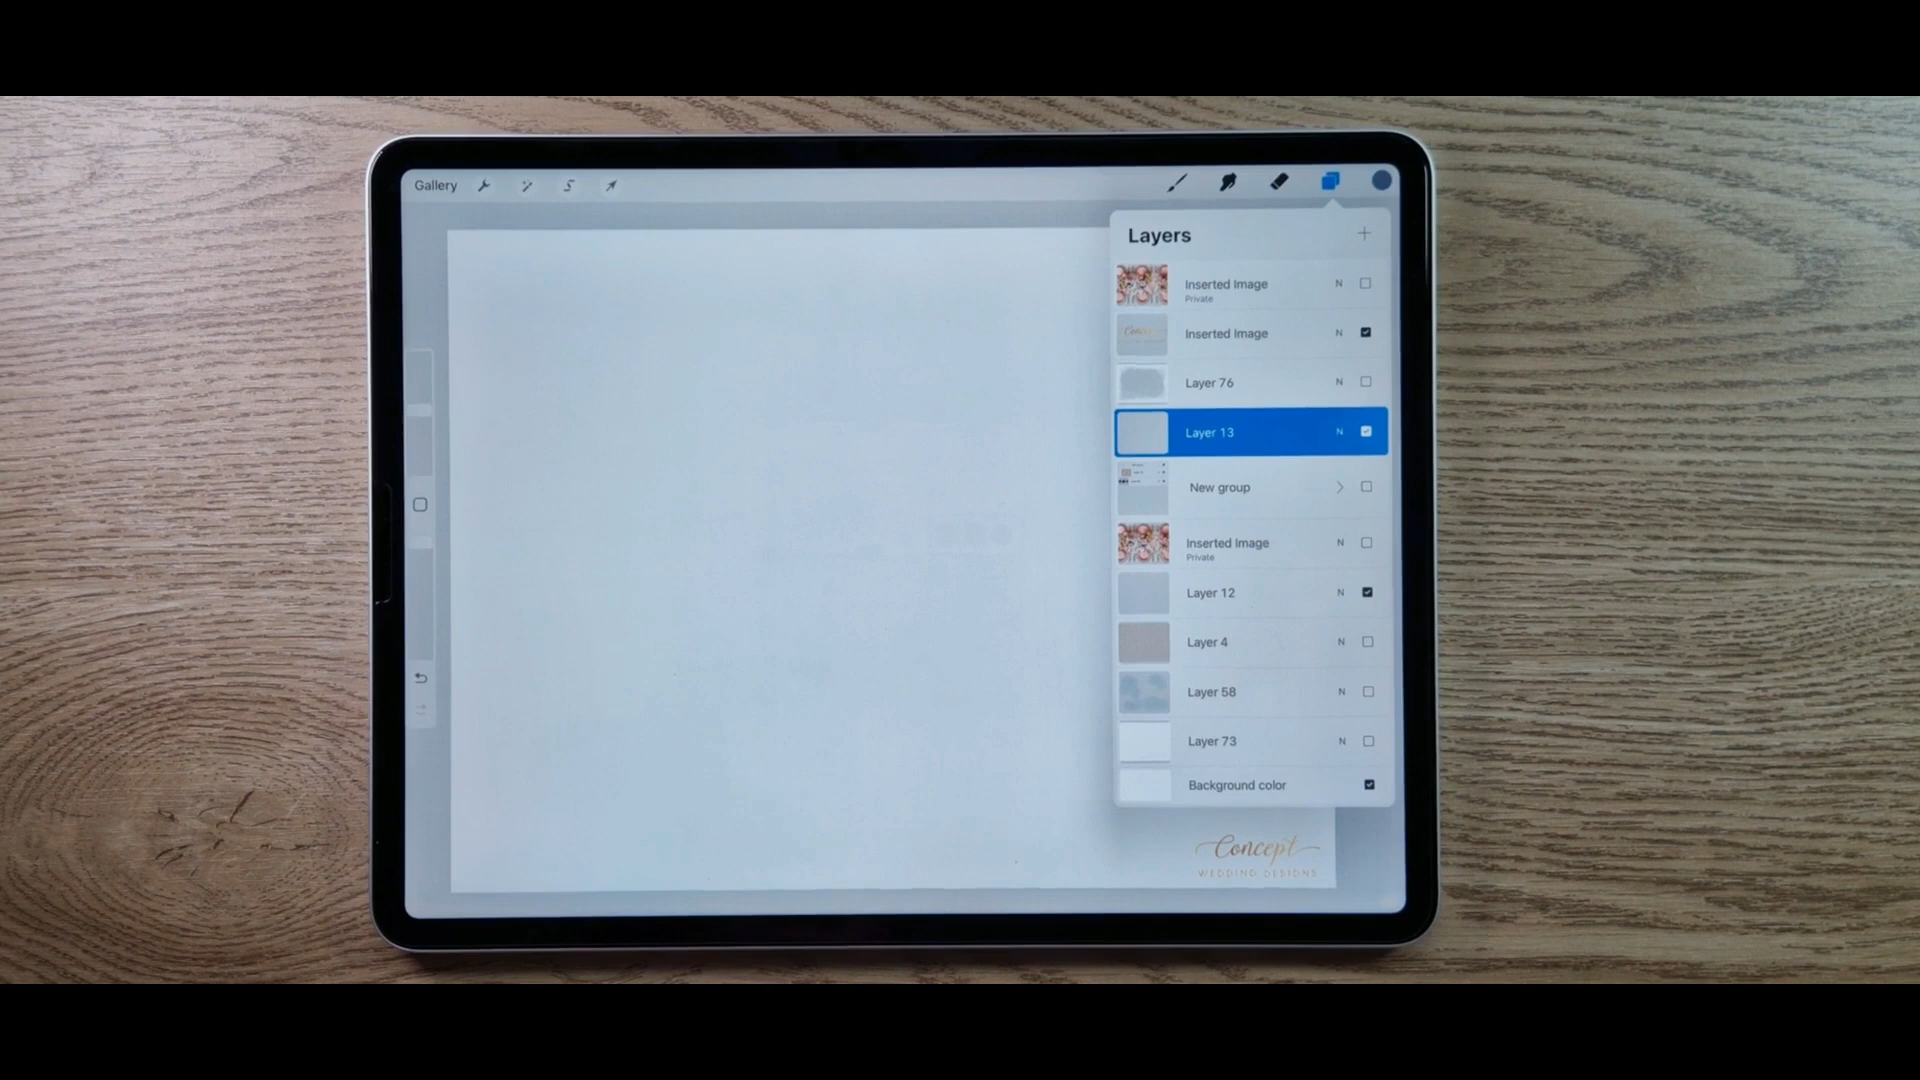 Gallery
Layers
Inserted Image N
Private
Inserted Image N
Layer 76 N
Layer 13 N
New group
Inserted Image N
Private
Layer 12 N
Layer 4 N
Layer 58 N
Layer 73 N
Background color
Concept
WEDDING DESIGNS